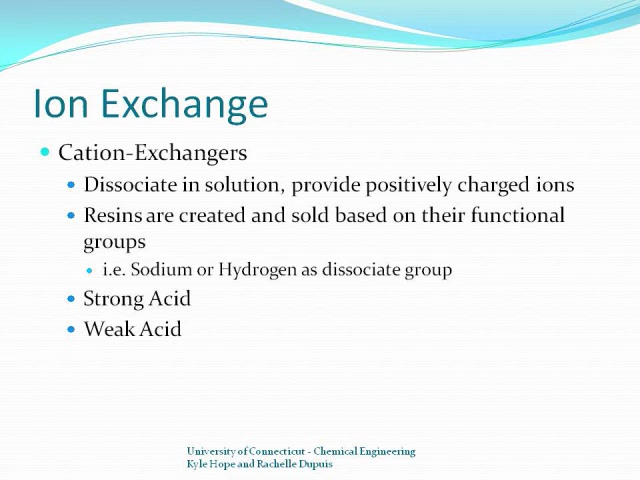 Ion Exchange
Cation-Exchangers
Dissociate in solution, provide positively charged ions
Resins are created and sold based on their functional
groups
i.e. Sodium or Hydrogen as dissociate group
Strong Acid
Weak Acid
University of Connecticut - Chemical Engineering
Kyle Hope and Rachelle Dupuis